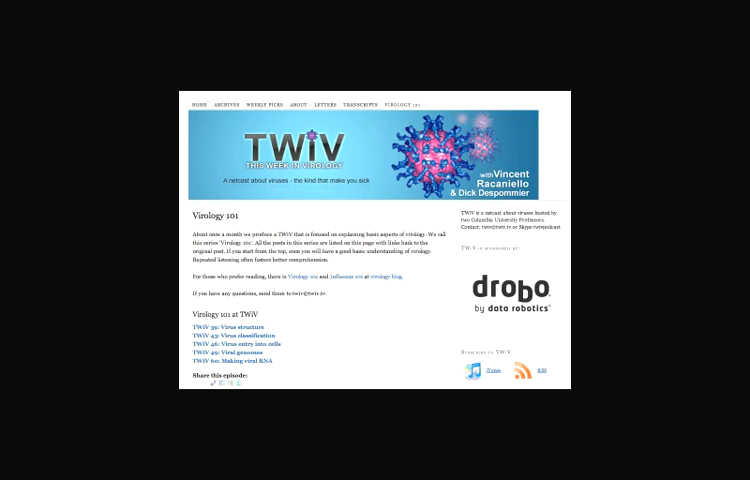 HOME ARCHIVES WEEKLY PICKS ABOUT LETTERS TRANSCRIPTS VIROLOGY 101
TWiV
THIS WEEK IN VIROLOGY
A netcast about viruses - the kind that make you sick
with Vincent
Racaniello
& Dick Despommier
Virology 101
About once a month we produce a TWiV that is focused on explaining basic aspects of virology. We call
this series 'Virology 101'. All the posts in this series are listed on this page with links back to the
original post. If you start from the top, soon you will have a good basic understanding of virology.
Repeated listening often fosters better comprehension.
For those who prefer reading, there is Virology 101 and Influenza 101 at virology blog.
If you have any questions, send them to twiv@twiv.tv.
Virology 101 at TWiV
TWiV 39: Virus structure
TWiV 43: Virus classification
TWiV 46: Virus entry into cells
TWiV 49: Viral genomes
TWiV 60: Making viral RNA
Share this episode:
TWiV is a netcast about viruses hosted by
two Columbia University Professors.
Contact: twiv@twiv.tv or Skype twivpodcast
TWiV IS SPONSORED BY:
drobo
by data robotics
SUBSCRIBE TO TWiV
iTunes RSS